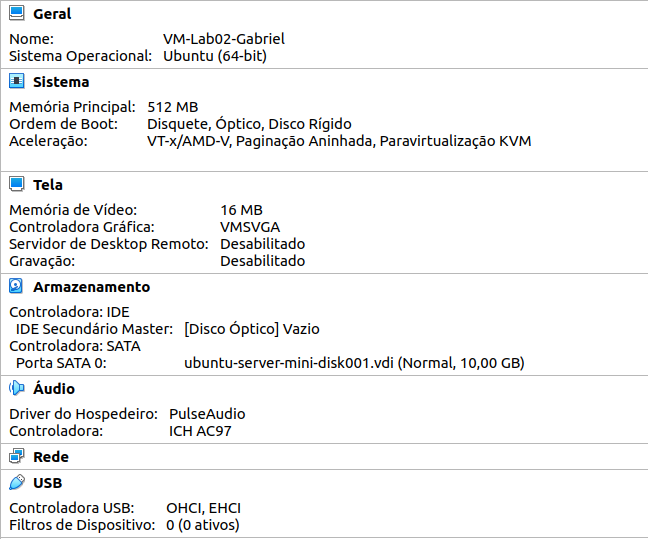 Geral
Nome: VM-Lab02-Gabriel
Sistema Operacional: Ubuntu (64-bit)
Sistema
Memória Principal: 512 MB
Ordem de Boot: Disquete, Óptico, Disco Rígido
Aceleração: VT-x/AMD-V, Paginação Aninhada, Paravirtualização KVM
Tela
Memória de Vídeo: 16 MB
Controladora Gráfica: VMSVGA
Servidor de Desktop Remoto: Desabilitado
Gravação: Desabilitado
Armazenamento
Controladora: IDE
IDE Secundário Master: [Disco Óptico] Vazio
Controladora: SATA
Porta SATA 0: ubuntu-server-mini-disk001.vdi (Normal, 10,00 GB)
Áudio
Driver do Hospedeiro: PulseAudio
Controladora: ICH AC97
Rede
USB
Controladora USB: OHCI, EHCI
Filtros de Dispositivo: 0 (0 ativos)